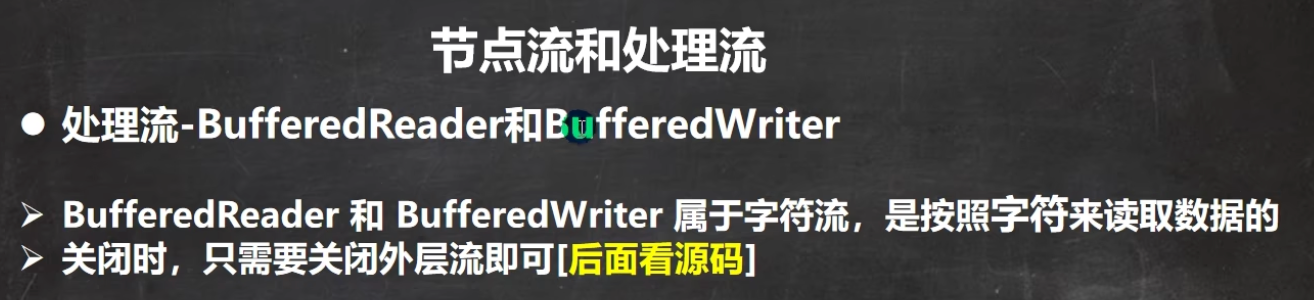 节点流和处理流
处理流-BufferedReader和BufferedWriter
BufferedReader 和 BufferedWriter 属于字符流，是按照字符来读取数据的
关闭时，只需要关闭外层流即可[后面看源码]